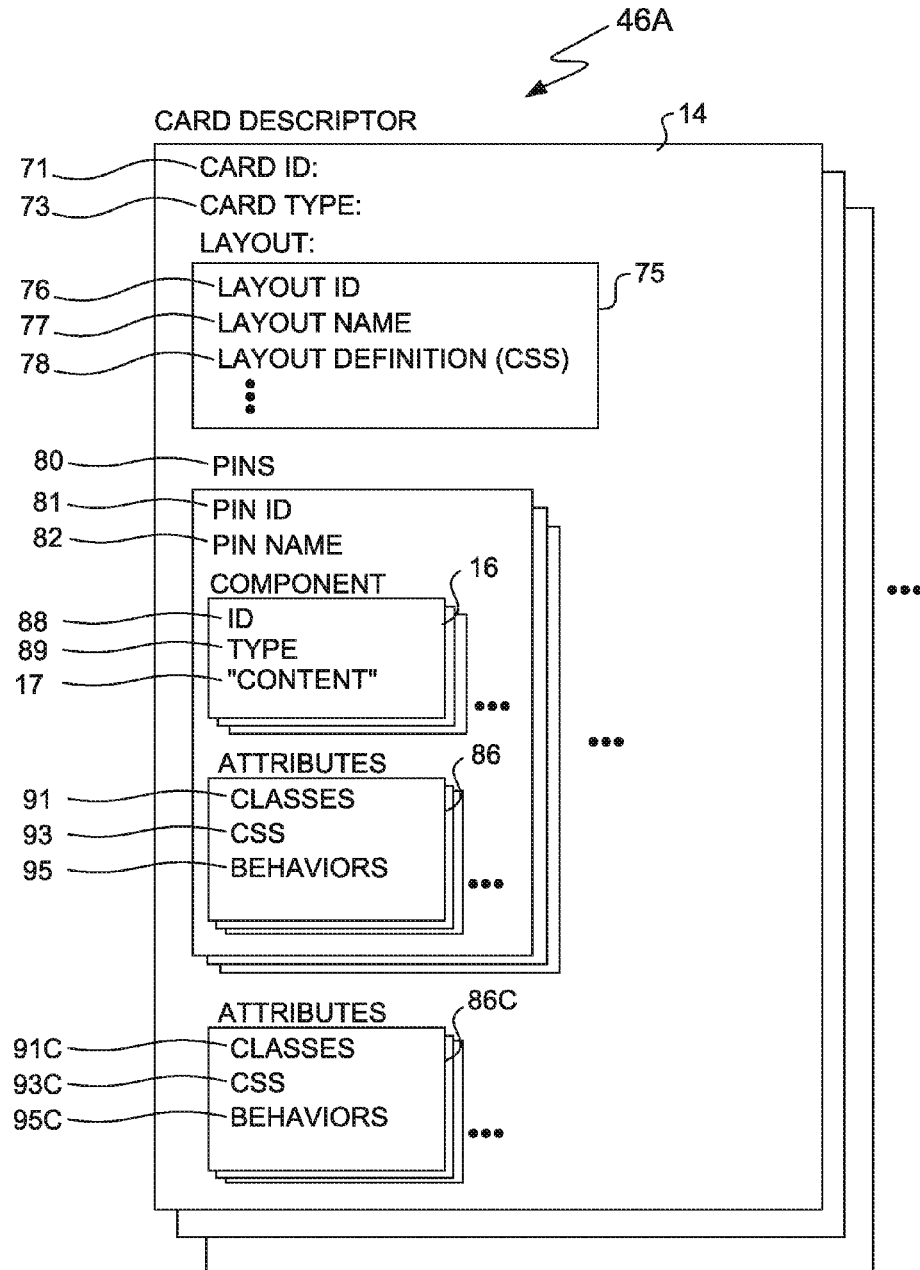 46A
CARD DESCRIPTOR
14
71 CARD ID:
73 CARD TYPE:
LAYOUT:
75
76 LAYOUT ID
77 LAYOUT NAME
78 LAYOUT DEFINITION (CSS)
80 PINS
81 PIN ID
82 PIN NAME
COMPONENT 16
88 ID
89 TYPE
17 "CONTENT"
ATTRIBUTES 86
91 CLASSES
93 CSS
95 BEHAVIORS
ATTRIBUTES 86C
91C CLASSES
93C CSS
95C BEHAVIORS